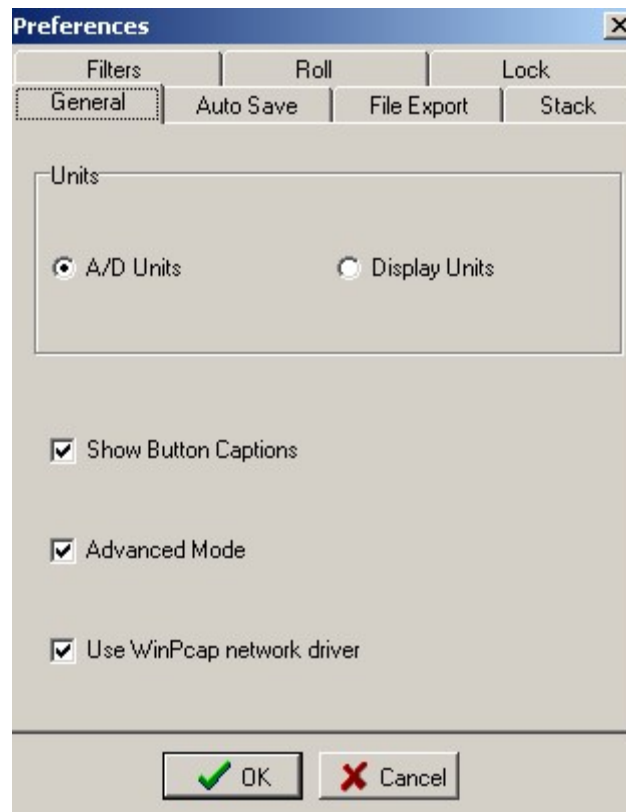 Preferences
Filters Roll Lock
General Auto Save File Export Stack
Units
A/D Units Display Units
Show Button Captions
Advanced Mode
Use WinPcap network driver
OK Cancel